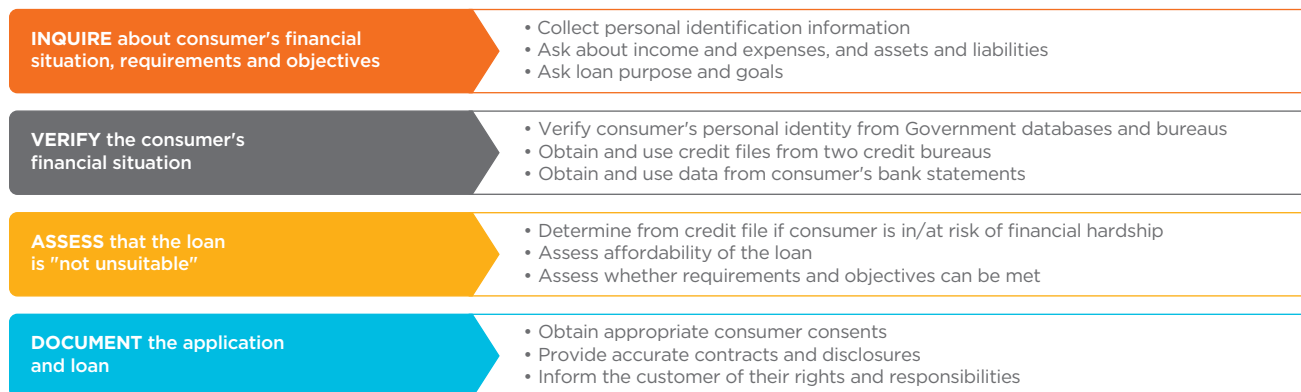 INQUIRE about consumer's financial
situation, requirements and objectives
• Collect personal identification information
• Ask about income and expenses, and assets and liabilities
• Ask loan purpose and goals
VERIFY the consumer's
financial situation
• Verify consumer's personal identity from Government databases and bureaus
• Obtain and use credit files from two credit bureaus
• Obtain and use data from consumer's bank statements
ASSESS that the loan
is "not unsuitable"
• Determine from credit file if consumer is in/at risk of financial hardship
• Assess affordability of the loan
• Assess whether requirements and objectives can be met
DOCUMENT the application
and loan
• Obtain appropriate consumer consents
• Provide accurate contracts and disclosures
• Inform the customer of their rights and responsibilities